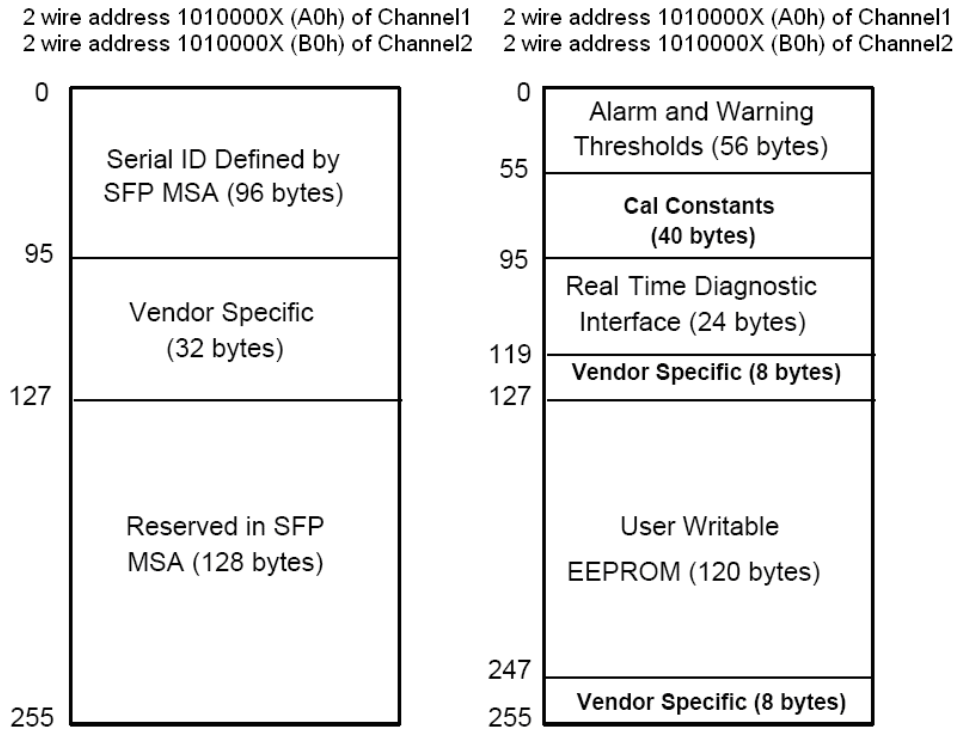 2 wire address 1010000X (A0h) of Channel1
2 wire address 1010000X (B0h) of Channel2
0
Serial ID Defined by
SFP MSA (96 bytes)
95
Vendor Specific
(32 bytes)
127
Reserved in SFP
MSA (128 bytes)
255
2 wire address 1010000X (A0h) of Channel1
2 wire address 1010000X (B0h) of Channel2
0
Alarm and Warning
Thresholds (56 bytes)
55
Cal Constants
(40 bytes)
95
Real Time Diagnostic
Interface (24 bytes)
119
Vendor Specific (8 bytes)
127
User Writable
EEPROM (120 bytes)
247
Vendor Specific (8 bytes)
255